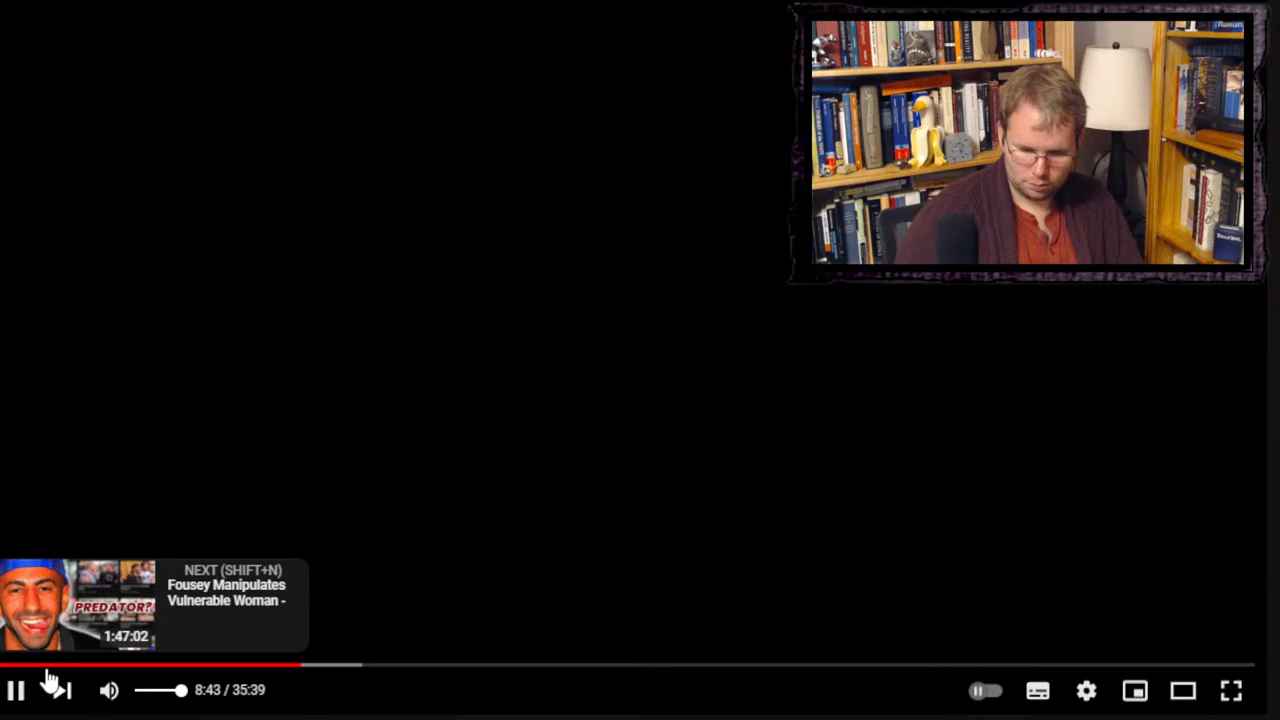 NEXT (SHIFT+N)
Fousey Manipulates
Vulnerable Woman -
PREDATOR?
1:47:02
8:43 / 35:39